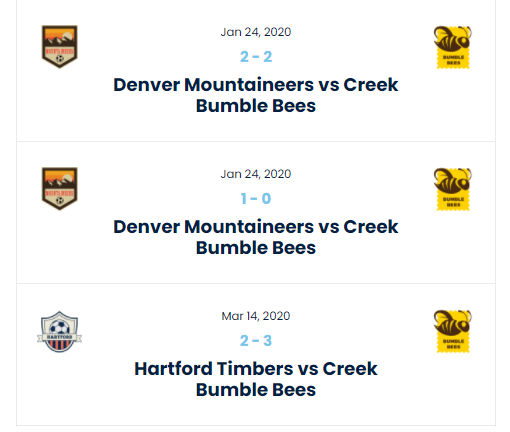 Jan 24, 2020
2 - 2
Denver Mountaineers vs Creek
Bumble Bees
BUMBLE
BEES
Jan 24, 2020
1 - 0
Denver Mountaineers vs Creek
Bumble Bees
BUMBLE
BEES
Mar 14, 2020
2 - 3
HARTFORD
Hartford Timbers vs Creek
Bumble Bees
BUMBLE
BEES